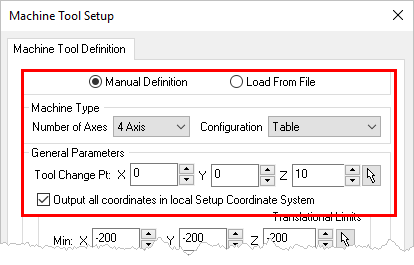 Machine Tool Setup
Machine Tool Definition
Manual Definition Load From File
Machine Type
Number of Axes 4 Axis Configuration Table
General Parameters
Tool Change Pt: X 0 Y 0 Z 10
Output all coordinates in local Setup Coordinate System
Translational Limits
Min: X -200 Y -200 Z -200